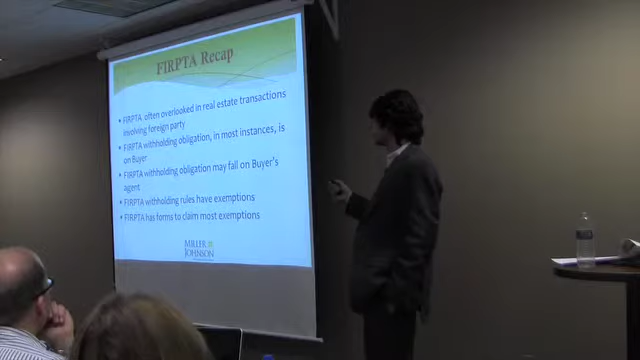 FIRPTA Recap
• FIRPTA often overlooked in real estate transactions
involving foreign party
• FIRPTA withholding obligation, in most instances, is
on Buyer
• FIRPTA withholding obligation may fall on Buyer's
agent
• FIRPTA withholding rules have exemptions
• FIRPTA has forms to claim most exemptions
MILLER
JOHNSON